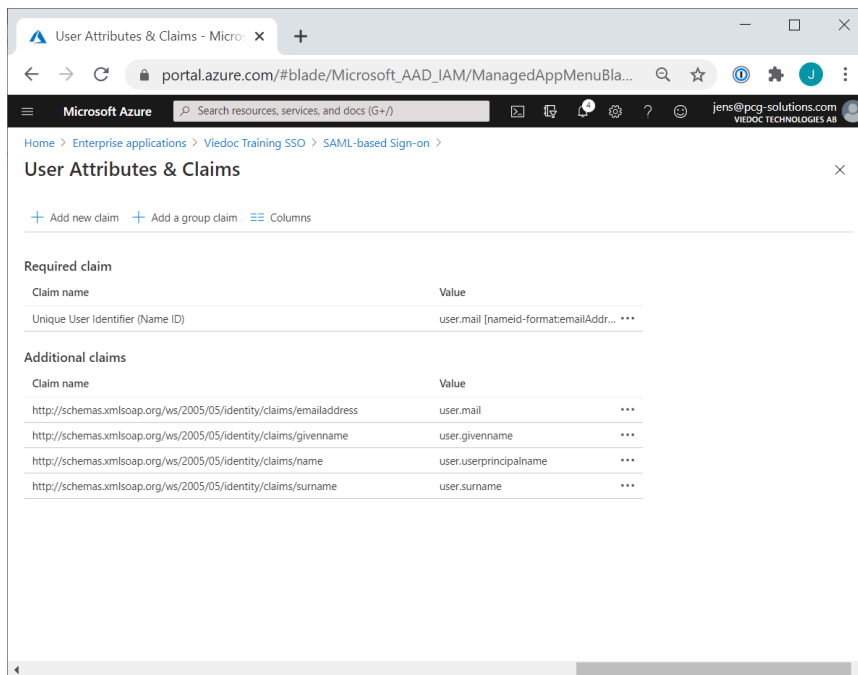 User Attributes & Claims - Micros
portal.azure.com/#blade/Microsoft_AAD_IAM/ManagedAppMenuBla...
J
Microsoft Azure
Search resources, services, and docs (G+/)
4
?
jens@pcg-solutions.com
VIEDOC TECHNOLOGIES AB
Home > Enterprise applications > Viedoc Training SSO > SAML-based Sign-on >
User Attributes & Claims
Add new claim Add a group claim Columns
Required claim
Claim name Value
Unique User Identifier (Name ID) user.mail [nameid-format:emailAddr... •••
Additional claims
Claim name Value
http://schemas.xmlsoap.org/ws/2005/05/identity/claims/emailaddress user.mail •••
http://schemas.xmlsoap.org/ws/2005/05/identity/claims/givenname user.givenname •••
http://schemas.xmlsoap.org/ws/2005/05/identity/claims/name user.userprincipalname •••
http://schemas.xmlsoap.org/ws/2005/05/identity/claims/surname user.surname •••